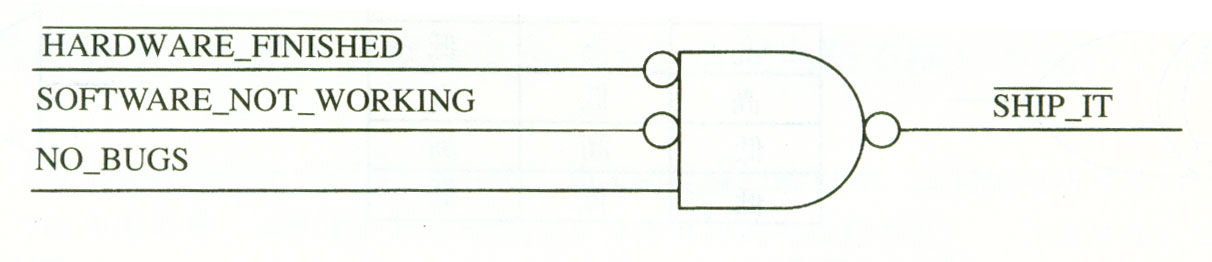 HARDWARE_FINISHED
SOFTWARE_NOT_WORKING
SHIP_IT
NO_BUGS